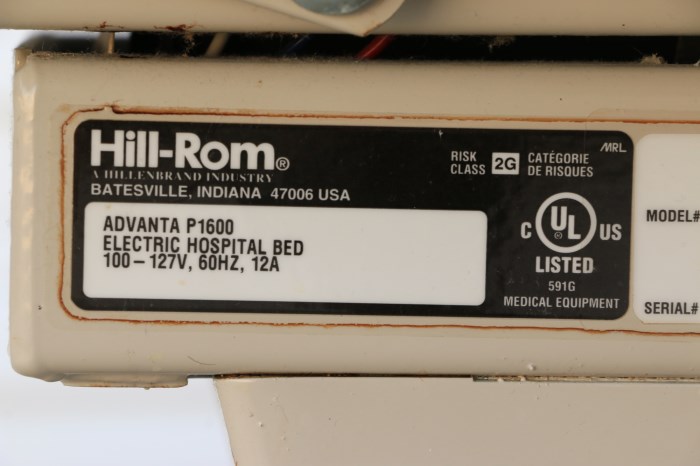 Hill-Rom®
A HILLENBRAND INDUSTRY
BATESVILLE, INDIANA 47006 USA
ADVANTA P1600
ELECTRIC HOSPITAL BED
100-127V, 60HZ, 12A
RISK CLASS 2G CATÉGORIE DE RISQUES
MRL
C UL® US
LISTED
591G
MEDICAL EQUIPMENT
MODEL#
SERIAL#